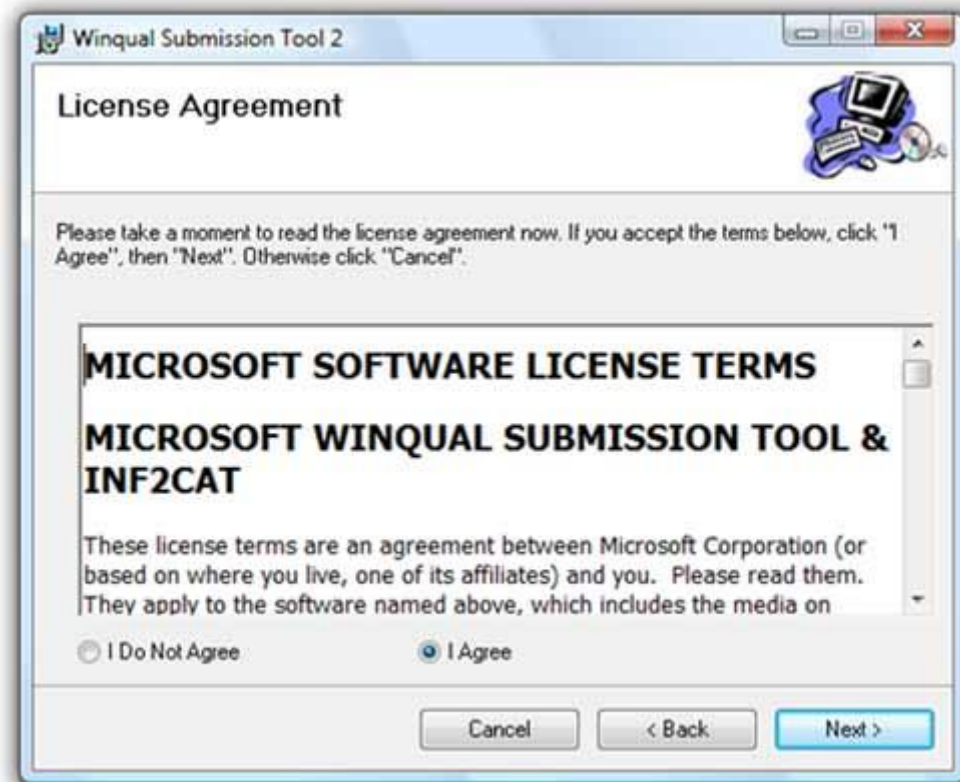 Winqual Submission Tool 2
License Agreement
Please take a moment to read the license agreement now. If you accept the terms below, click "I
Agree", then "Next". Otherwise click "Cancel".
MICROSOFT SOFTWARE LICENSE TERMS
MICROSOFT WINQUAL SUBMISSION TOOL &
INF2CAT
These license terms are an agreement between Microsoft Corporation (or
based on where you live, one of its affiliates) and you.  Please read them.
They apply to the software named above, which includes the media on
I Do Not Agree I Agree
Cancel < Back Next >